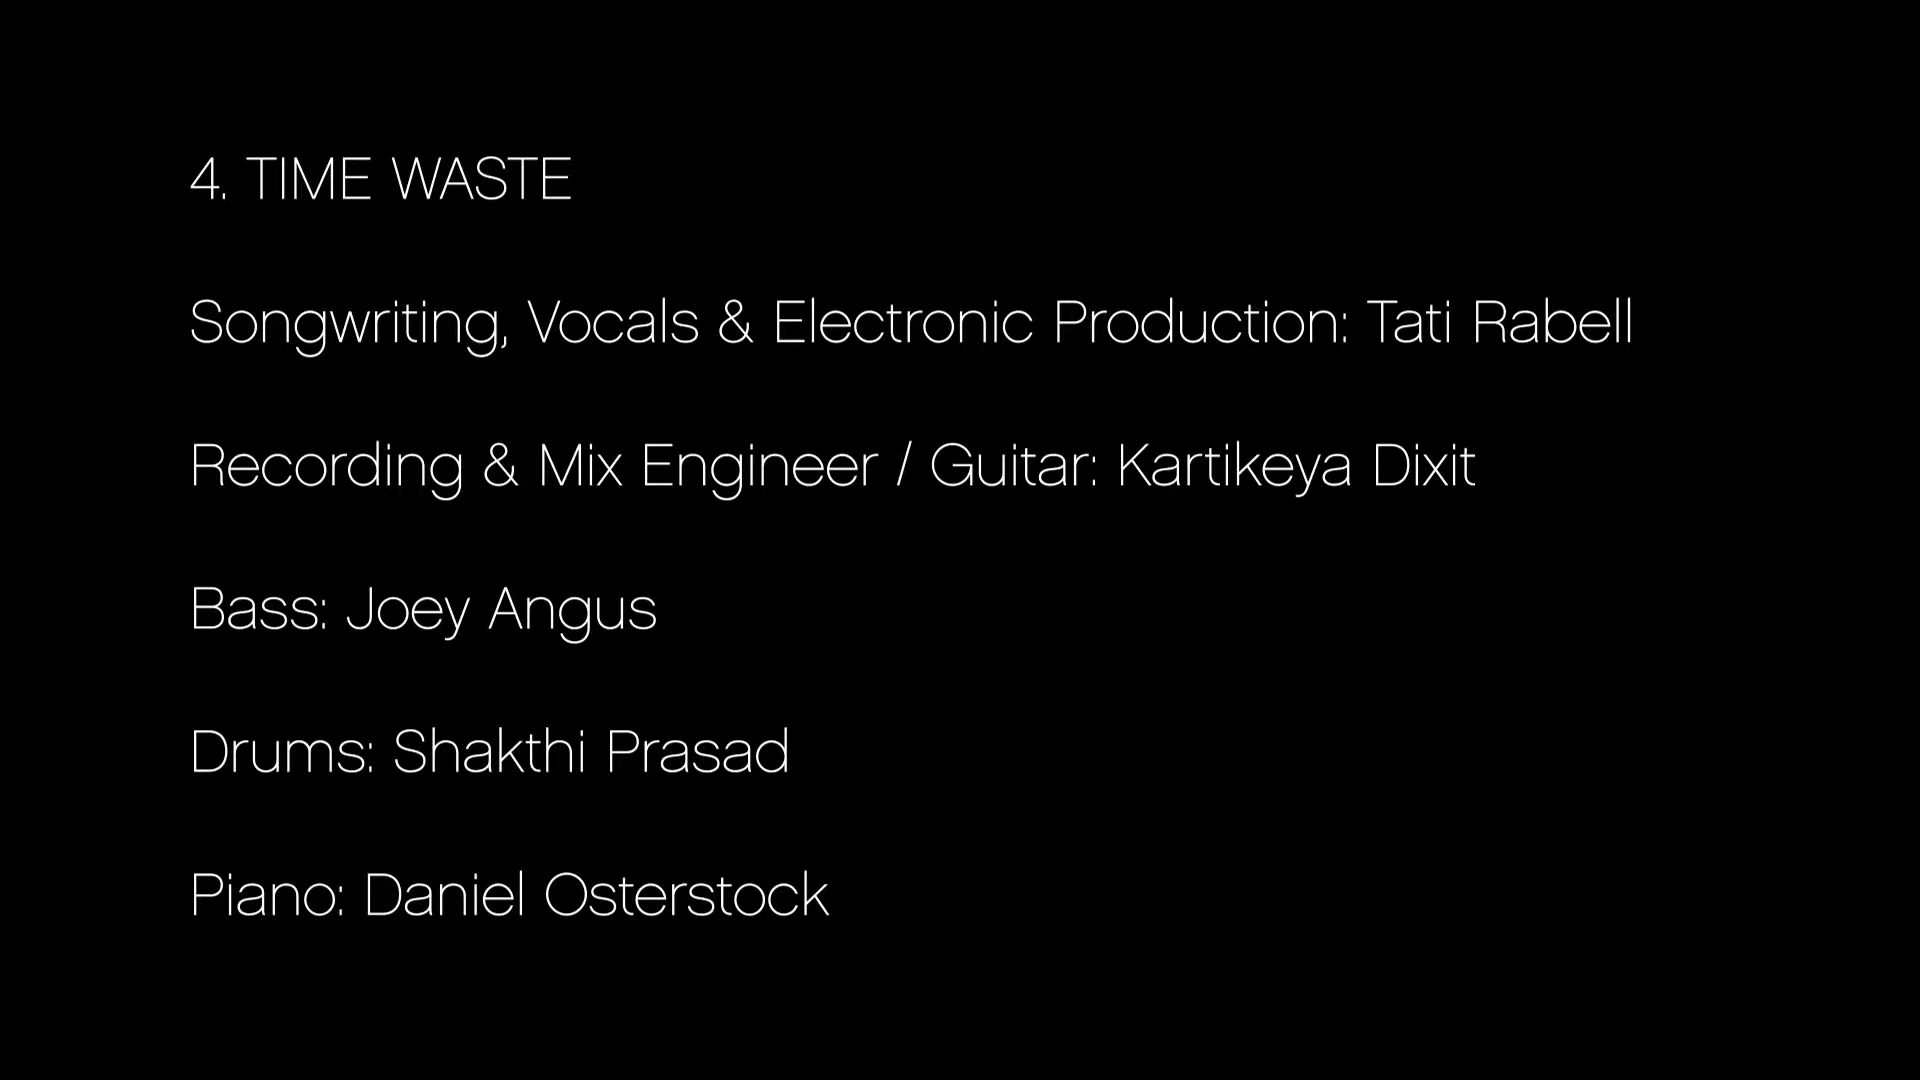 4. TIME WASTE
Songwriting, Vocals & Electronic Production: Tati Rabell
Recording & Mix Engineer / Guitar: Kartikeya Dixit
Bass: Joey Angus
Drums: Shakthi Prasad
Piano: Daniel Osterstock